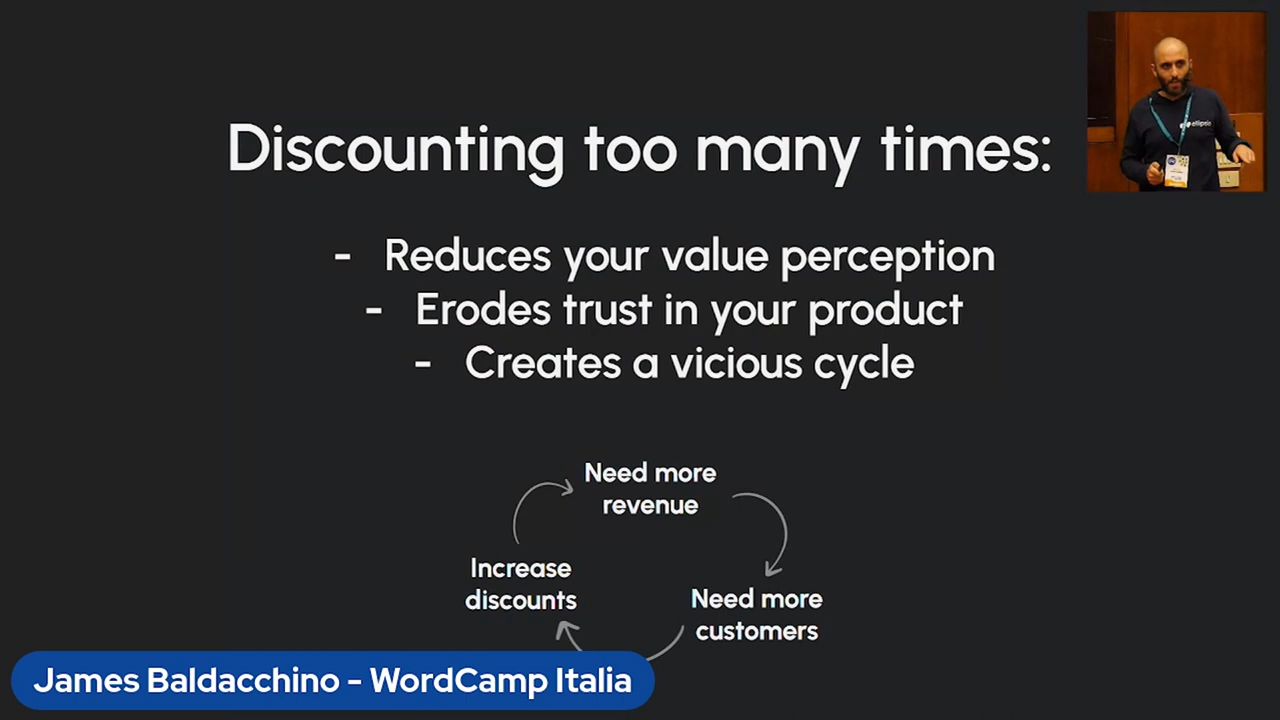 Discounting too many times:
- Reduces your value perception
- Erodes trust in your product
- Creates a vicious cycle
Need more
revenue
Increase
discounts
Need more
customers
James Baldacchino - WordCamp Italia
ellipsis